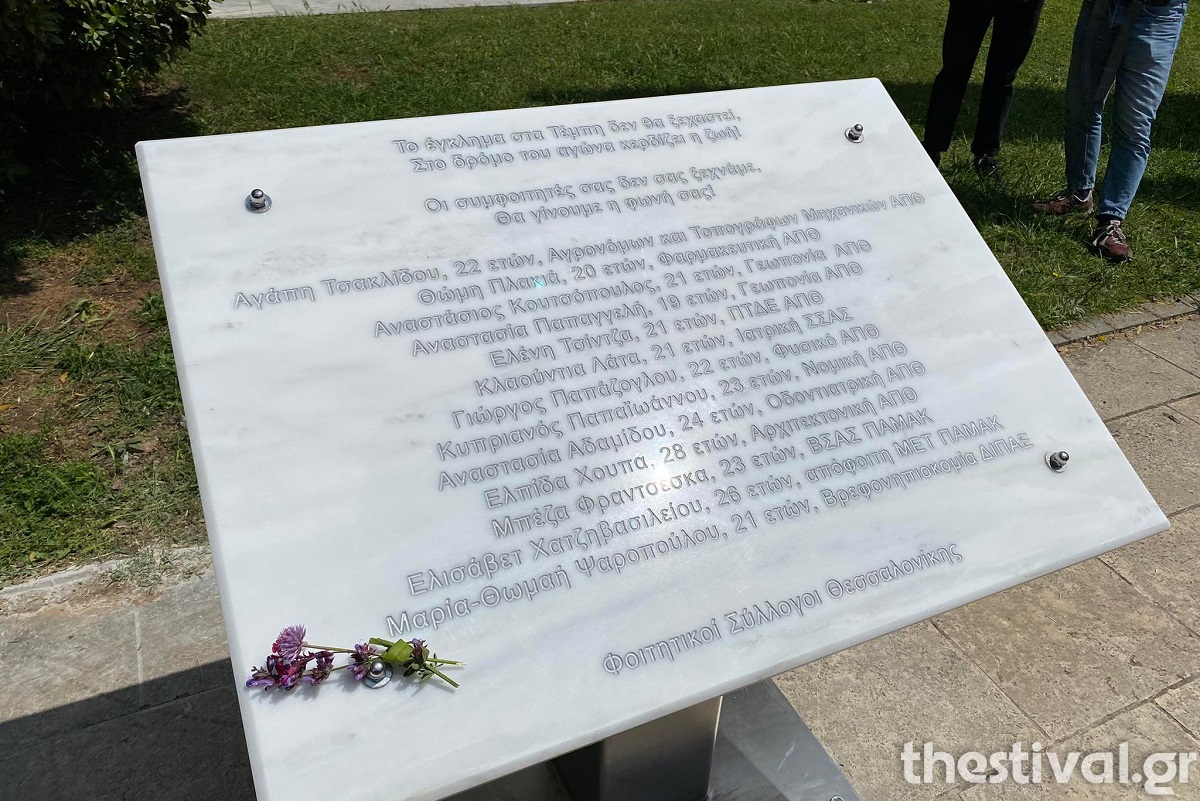 Το έγκλημα στα Τέμπη δεν θα ξεχαστεί,
Στο δρόμο του αγώνα κερδίζει η ζωή!
Οι συμφοιτητές σας δεν σας ξεχνάμε,
Θα γίνουμε η φωνή σας!
Αγάπη Τσακλίδου, 22 ετών, Αγρονόμων και Τοπογράφων Μηχανικών ΑΠΘ
Θώμη Πλακιά, 20 ετών, Φαρμακευτική ΑΠΘ
Αναστάσιος Κουτσόπουλος, 21 ετών, Γεωπονία ΑΠΘ
Αναστασία Παπαγγελή, 19 ετών, Γεωπονία ΑΠΘ
Ελένη Τσίντζα, 21 ετών, ΠΤΔΕ ΑΠΘ
Κλαούντια Λάτα, 21 ετών, Ιατρική ΣΣΑΣ
Γιώργος Παπάζογλου, 22 ετών, Φυσικό ΑΠΘ
Κυπριανός Παπαϊωάννου, 23 ετών, Νομική ΑΠΘ
Αναστασία Αδαμίδου, 24 ετών, Οδοντιατρική ΑΠΘ
Ελπίδα Χούπα, 28 ετών, Αρχιτεκτονική ΑΠΘ
Μπέζα Φραντσέσκα, 23 ετών, ΒΣΑΣ ΠΑΜΑΚ
Ελισάβετ Χατζηβασιλείου, 26 ετών, απόφοιτη ΜΕΤ ΠΑΜΑΚ
Μαρία-Θωμαή Ψαροπούλου, 21 ετών, Βρεφονηπιοκομία ΔΙΠΑΕ
Φοιτητικοί Σύλλογοι Θεσσαλονίκης
thestival.gr